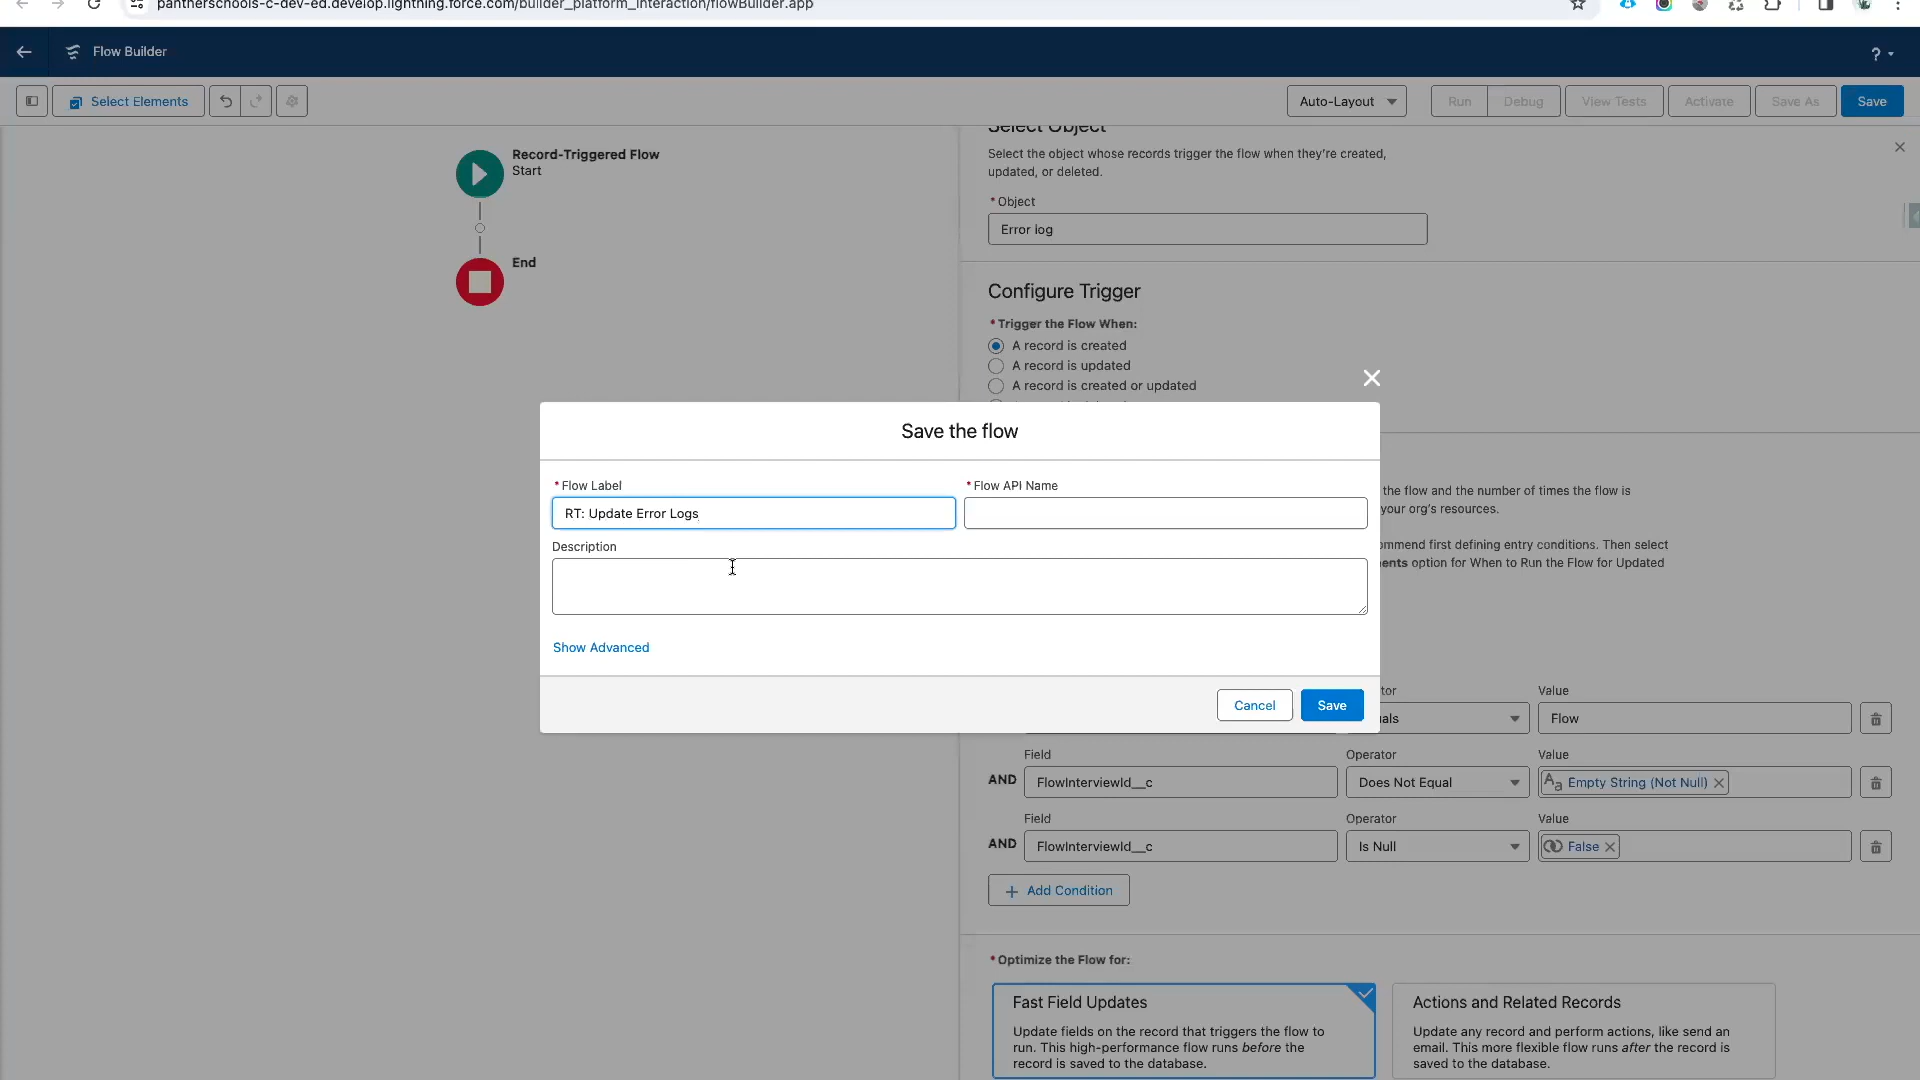 pantherschools-c-dev-ed.develop.lightning.force.com/builder_platform_interaction/flowBuilder.app
Flow Builder
?
Select Elements
Auto-Layout
Run
Debug
View Tests
Activate
Save As
Save
Record-Triggered Flow
Start
End
Select Object
Select the object whose records trigger the flow when they're created,
updated, or deleted.
* Object
Error log
Configure Trigger
* Trigger the Flow When:
A record is created
A record is updated
A record is created or updated
Save the flow
* Flow Label
* Flow API Name
RT: Update Error Logs
Description
Show Advanced
Cancel
Save
the flow and the number of times the flow is
your org's resources.
ommend first defining entry conditions. Then select
ents option for When to Run the Flow for Updated
tor
Value
als
Flow
Field
Operator
Value
AND
FlowInterviewId__c
Does Not Equal
Aa Empty String (Not Null)
Field
Operator
Value
AND
FlowInterviewId__c
Is Null
False
+ Add Condition
* Optimize the Flow for:
Fast Field Updates
Update fields on the record that triggers the flow to
run. This high-performance flow runs before the
record is saved to the database.
Actions and Related Records
Update any record and perform actions, like send an
email. This more flexible flow runs after the record is
saved to the database.